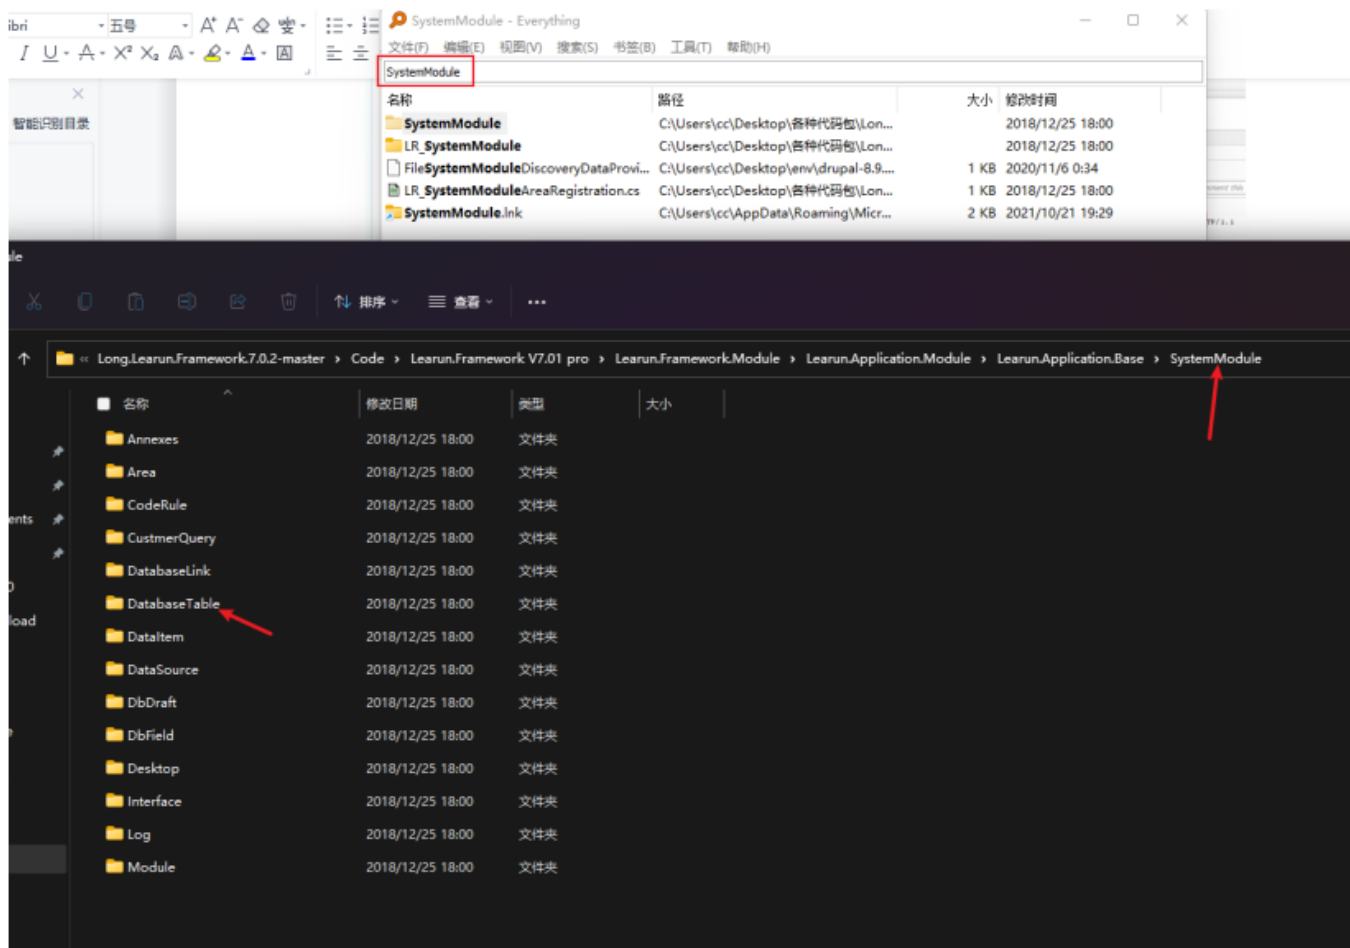 ibri 五号 A+ A- SystemModule - Everything
文件(F) 编辑(E) 视图(V) 搜索(S) 书签(B) 工具(T) 帮助(H)
SystemModule
智能识别目录
名称 路径 大小 修改时间
SystemModule C:\Users\cc\Desktop\各种代码包\Lon... 2018/12/25 18:00
LR_SystemModule C:\Users\cc\Desktop\各种代码包\Lon... 2018/12/25 18:00
FileSystemModuleDiscoveryDataProvi... C:\Users\cc\Desktop\env\drupal-8.9.... 1 KB 2020/11/6 0:34
LR_SystemModuleAreaRegistration.cs C:\Users\cc\Desktop\各种代码包\Lon... 1 KB 2018/12/25 18:00
SystemModule.lnk C:\Users\cc\AppData\Roaming\Micr... 2 KB 2021/10/21 19:29
ule
排序 查看 ...
« Long.Learun.Framework.7.0.2-master › Code › Learun.Framework V7.01 pro › Learun.Framework.Module › Learun.Application.Module › Learun.Application.Base › SystemModule
名称 修改日期 类型 大小
Annexes 2018/12/25 18:00 文件夹
Area 2018/12/25 18:00 文件夹
CodeRule 2018/12/25 18:00 文件夹
ents
CustmerQuery 2018/12/25 18:00 文件夹
DatabaseLink 2018/12/25 18:00 文件夹
DatabaseTable 2018/12/25 18:00 文件夹
load
DataItem 2018/12/25 18:00 文件夹
DataSource 2018/12/25 18:00 文件夹
DbDraft 2018/12/25 18:00 文件夹
DbField 2018/12/25 18:00 文件夹
Desktop 2018/12/25 18:00 文件夹
Interface 2018/12/25 18:00 文件夹
Log 2018/12/25 18:00 文件夹
Module 2018/12/25 18:00 文件夹